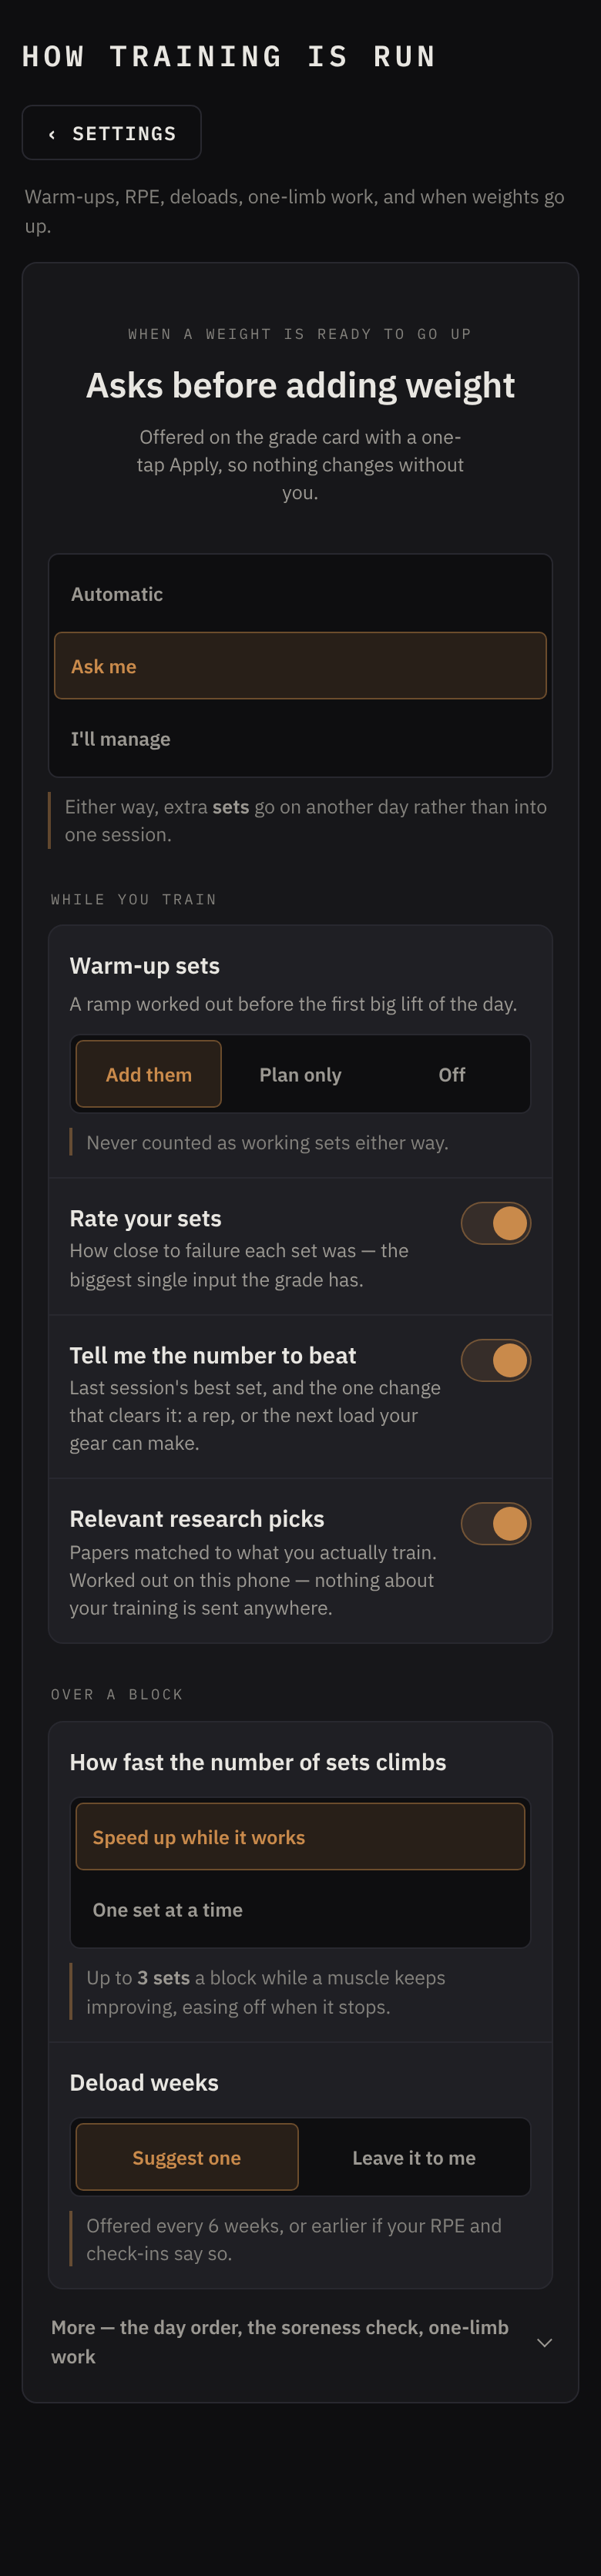 HOW TRAINING IS RUN
‹ SETTINGS
Warm-ups, RPE, deloads, one-limb work, and when weights go
up.
WHEN A WEIGHT IS READY TO GO UP
Asks before adding weight
Offered on the grade card with a one-
tap Apply, so nothing changes without
you.
Automatic
Ask me
I'll manage
Either way, extra sets go on another day rather than into
one session.
WHILE YOU TRAIN
Warm-up sets
A ramp worked out before the first big lift of the day.
Add them Plan only Off
Never counted as working sets either way.
Rate your sets
How close to failure each set was — the
biggest single input the grade has.
Tell me the number to beat
Last session's best set, and the one change
that clears it: a rep, or the next load your
gear can make.
Relevant research picks
Papers matched to what you actually train.
Worked out on this phone — nothing about
your training is sent anywhere.
OVER A BLOCK
How fast the number of sets climbs
Speed up while it works
One set at a time
Up to 3 sets a block while a muscle keeps
improving, easing off when it stops.
Deload weeks
Suggest one Leave it to me
Offered every 6 weeks, or earlier if your RPE and
check-ins say so.
More — the day order, the soreness check, one-limb
work